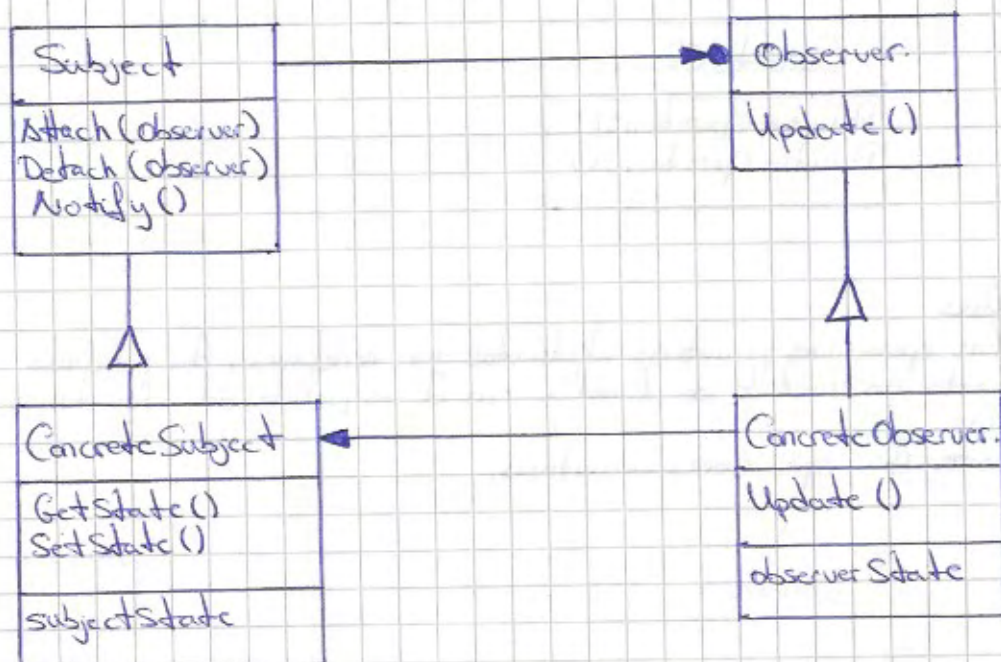 Subject
Attach (Observer)
Detach (Observer)
Notify ()
Observer.
Update ()
ConcreteSubject
GetState ()
SetState ()
subjectState
ConcreteObserver.
Update ()
observerState